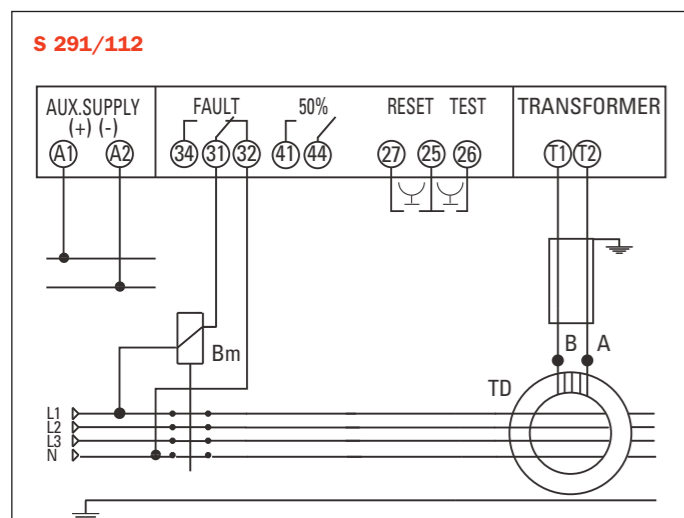 S 291/112
AUX.SUPPLY FAULT 50% RESET TEST TRANSFORMER
(+) (-)
A1 A2 34 31 32 41 44 27 25 26 T1 T2
B A
Bm
TD
L1
L2
L3
N